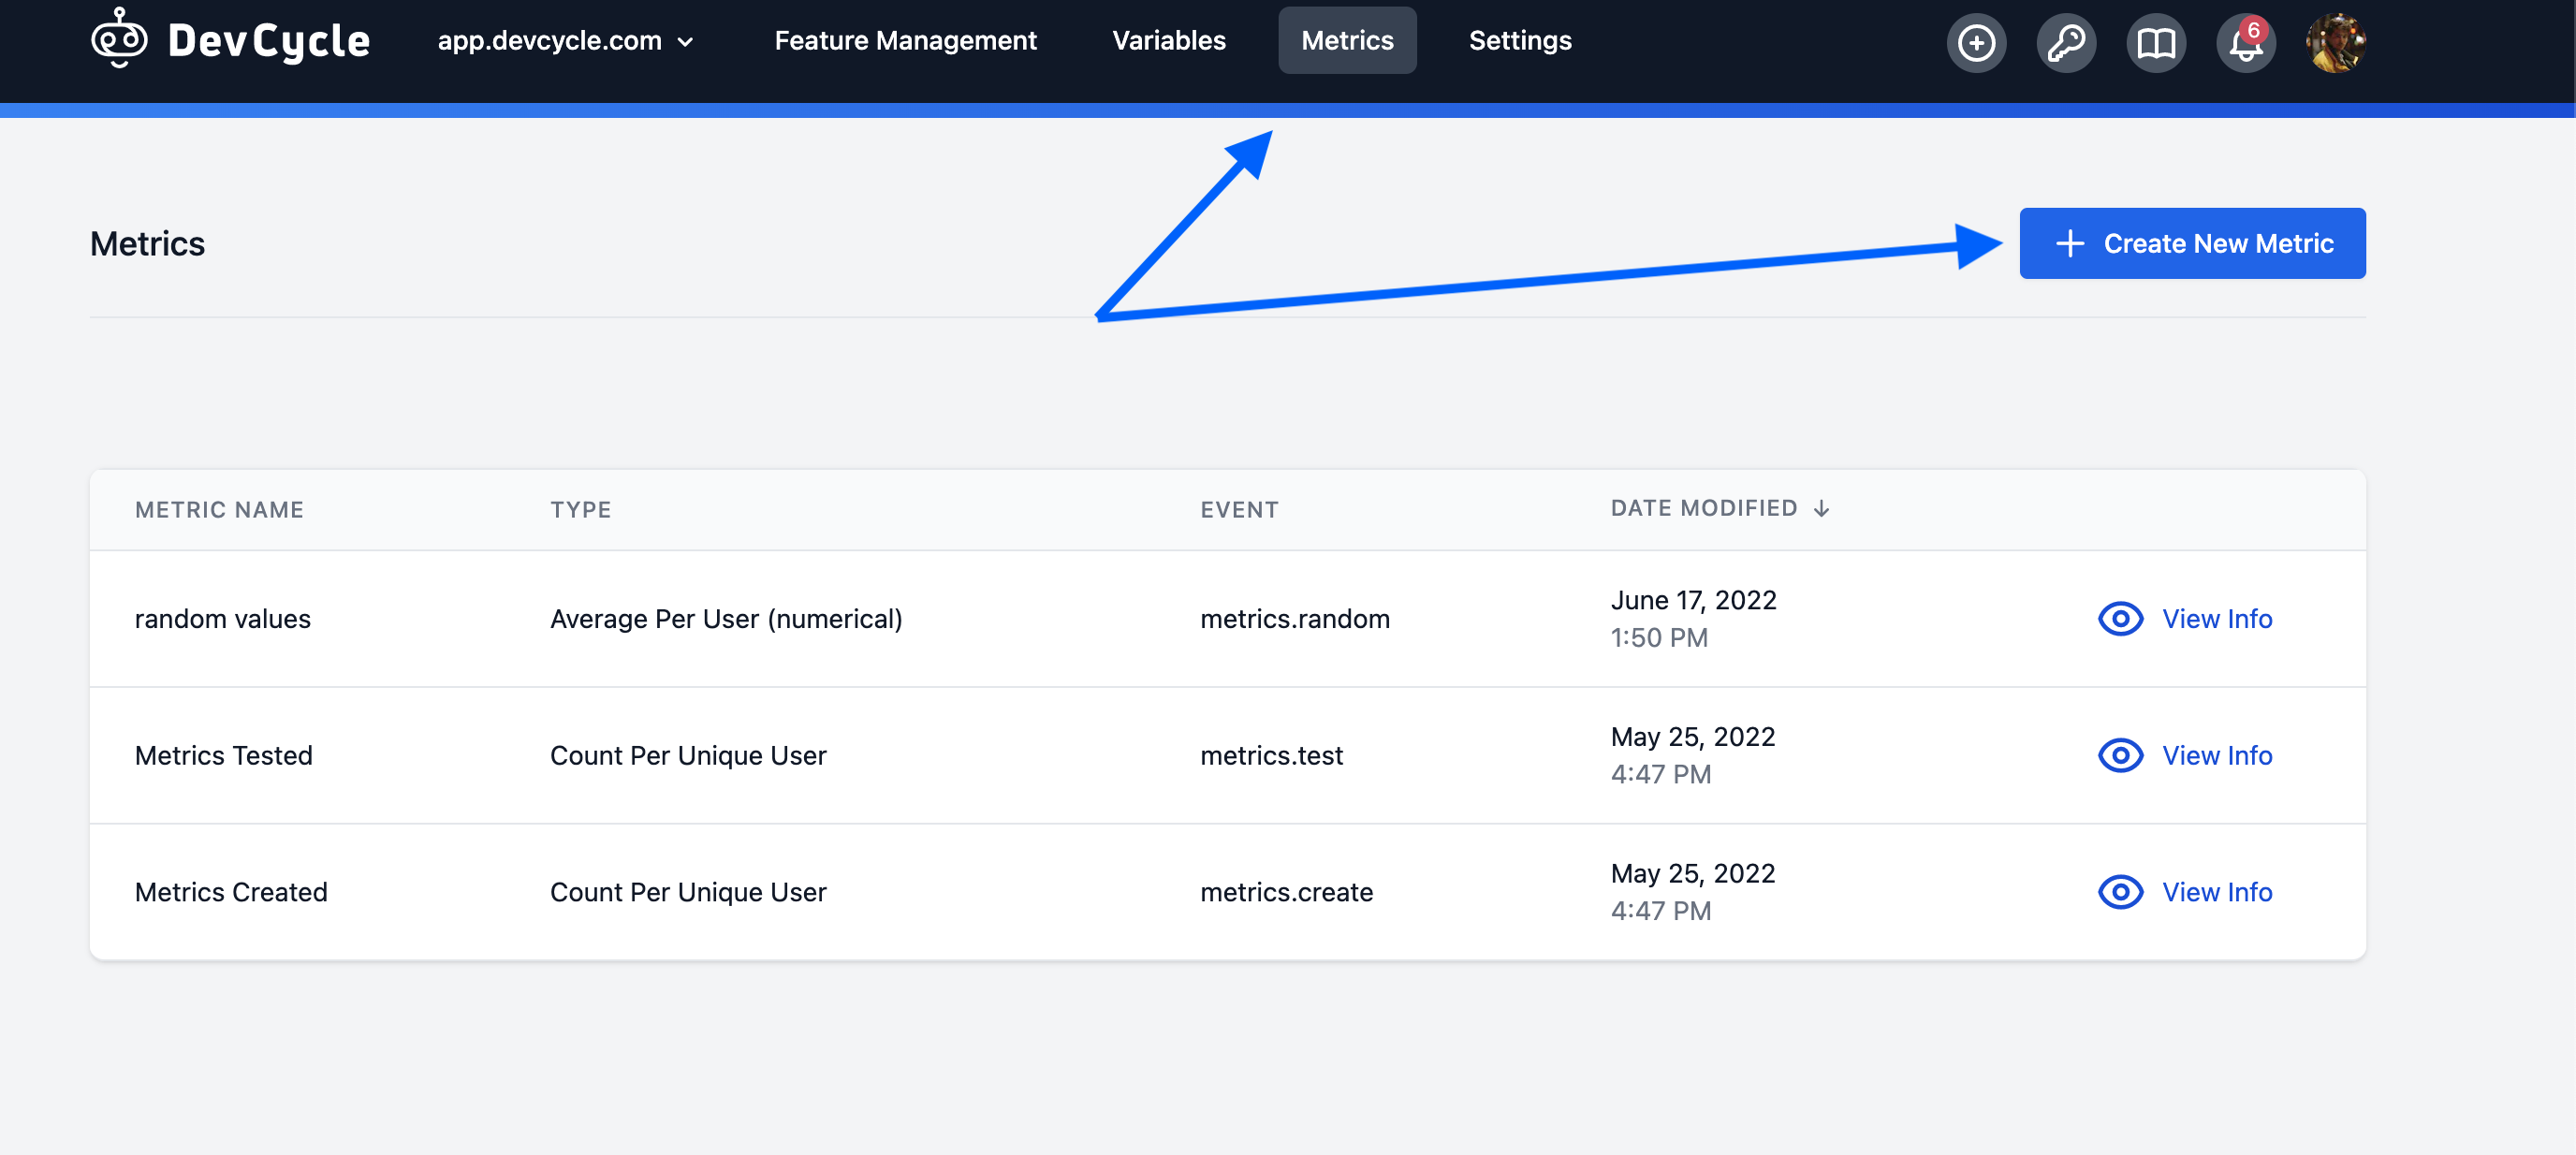 DevCycle app.devcycle.com Feature Management Variables Metrics Settings 6
Metrics
Create New Metric
METRIC NAME TYPE EVENT DATE MODIFIED
random values Average Per User (numerical) metrics.random June 17, 2022 1:50 PM View Info
Metrics Tested Count Per Unique User metrics.test May 25, 2022 4:47 PM View Info
Metrics Created Count Per Unique User metrics.create May 25, 2022 4:47 PM View Info